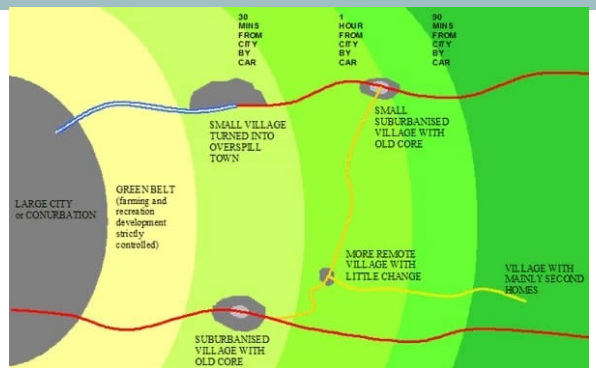 30
MINS
FROM
CITY
BY
CAR
1
HOUR
FROM
CITY
BY
CAR
90
MINS
FROM
CITY
BY
CAR
SMALL VILLAGE
TURNED INTO
OVERSPILL
TOWN
SMALL
SUBURBANISED
VILLAGE WITH
OLD CORE
LARGE CITY
or CONURBATION
GREEN BELT
(farming and
recreation
development
strictly
controlled)
MORE REMOTE
VILLAGE WITH
LITTLE CHANGE
VILLAGE WITH
MAINLY SECOND
HOMES
SUBURBANISED
VILLAGE WITH
OLD CORE